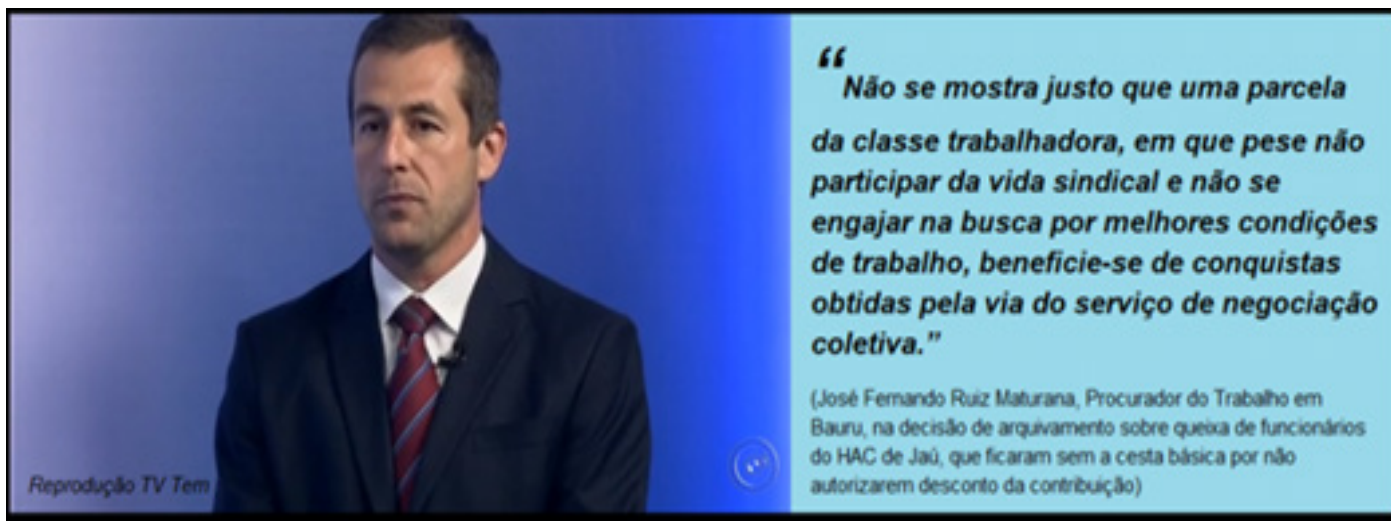 “
Não se mostra justo que uma parcela
da classe trabalhadora, em que pese não
participar da vida sindical e não se
engajar na busca por melhores condições
de trabalho, beneficie-se de conquistas
obtidas pela via do serviço de negociação
coletiva.”
(José Fernando Ruiz Maturana, Procurador do Trabalho em
Bauru, na decisão de arquivamento sobre queixa de funcionários
do HAC de Jaú, que ficaram sem a cesta básica por não
autorizarem desconto da contribuição)
Reprodução TV Tem